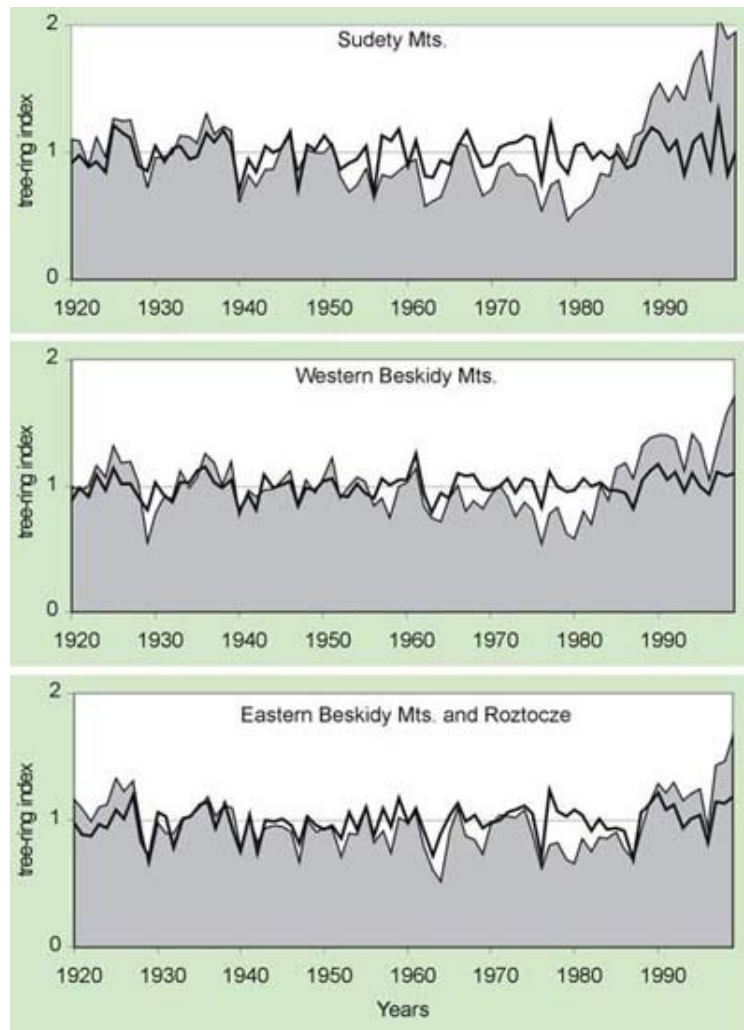 2
Sudety Mts.
tree-ring index
1
0
1920 1930 1940 1950 1960 1970 1980 1990
2
Western Beskidy Mts.
tree-ring index
1
0
1920 1930 1940 1950 1960 1970 1980 1990
2
Eastern Beskidy Mts. and Roztocze
tree-ring index
1
0
1920 1930 1940 1950 1960 1970 1980 1990
Years